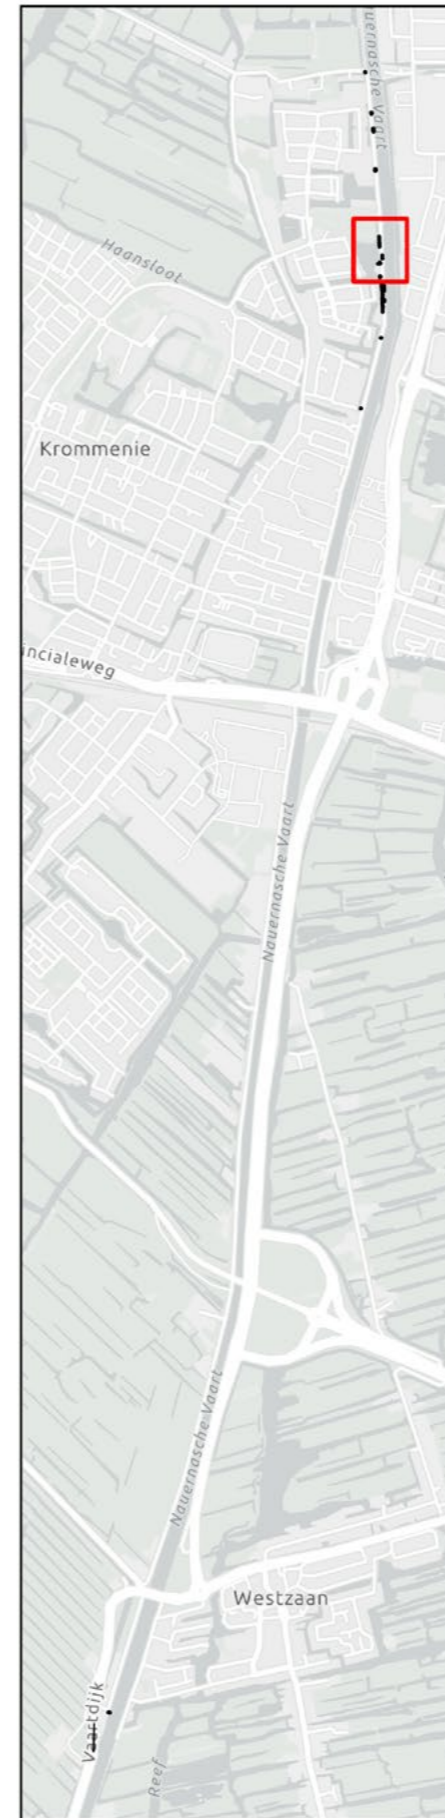 uernasche Vaart
Haansloot
Krommenie
incialeweg
Nauernasche Vaart
Nauernasche Vaart
Westzaan
Vaartdijk
Reef